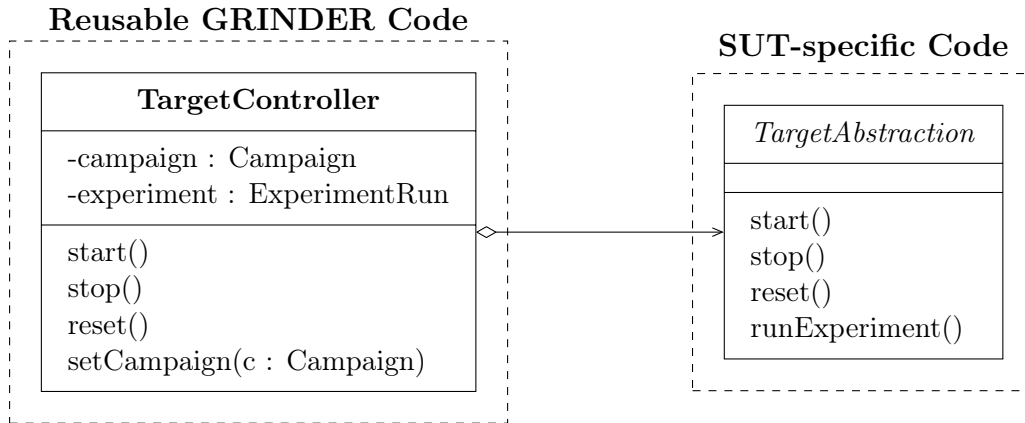 Reusable GRINDER Code
TargetController
-campaign : Campaign
-experiment : ExperimentRun
start()
stop()
reset()
setCampaign(c : Campaign)
SUT-specific Code
TargetAbstraction
start()
stop()
reset()
runExperiment()